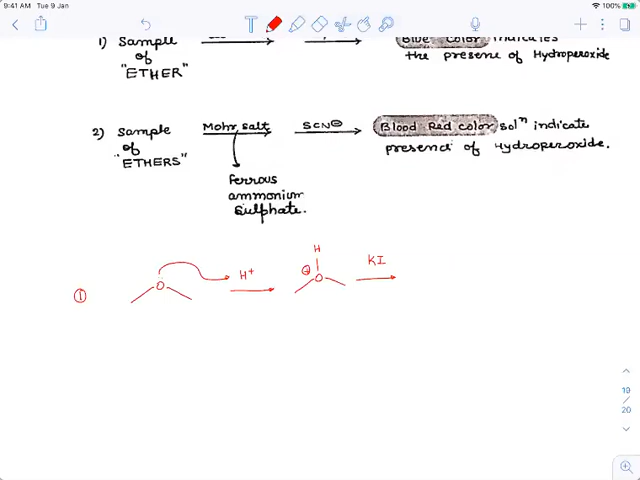 9:41 AM Tue 9 Jan
100%
1) Sample
of
"ETHER"
Blue Color indicates
the presence of Hydroperoxide
2) Sample
of
"ETHERS"
Mohr salt
SCN⊖
Ferrous
ammonium
Sulphate.
Blood Red color solⁿ indicate
presence of Hydroperoxide.
① O H⁺
H
⊕ O
KI
19
/
20